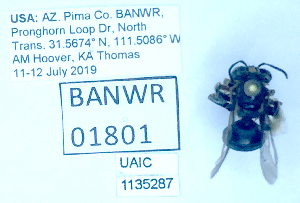 USA: AZ. Pima Co. BANWR,
Pronghorn Loop Dr, North
Trans. 31.5674° N, 111.5086° W
AM Hoover, KA Thomas
11-12 July 2019
BANWR
01801
UAIC
1135287